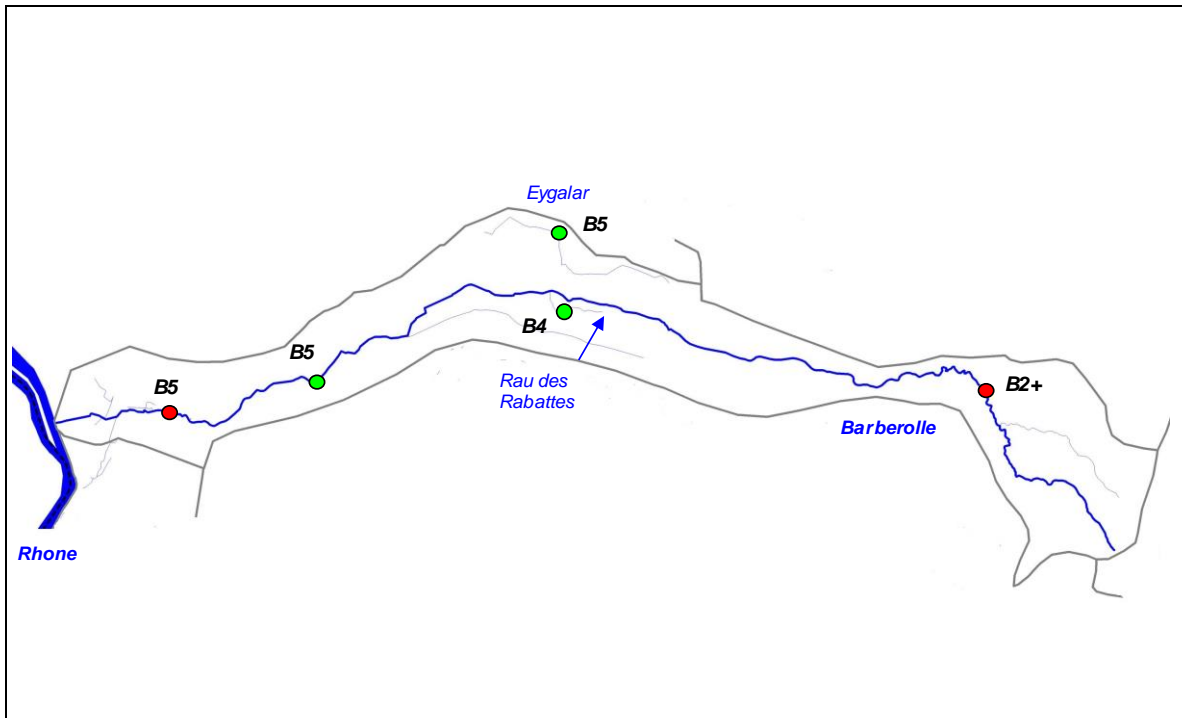 Eygalar
B5
B4
B5
Rau des
Rabattes
B5
B2+
Barberolle
Rhone